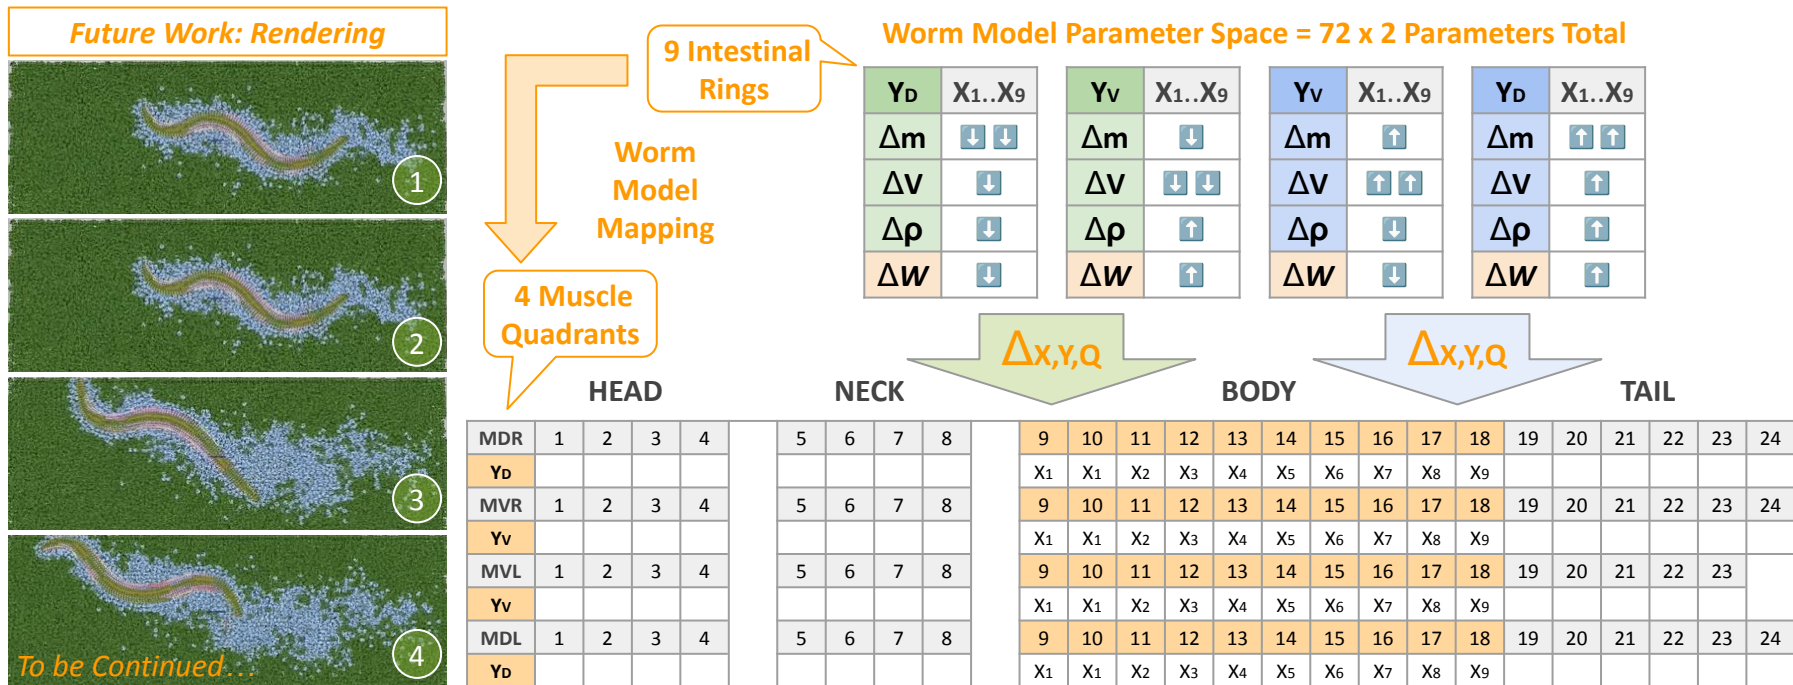 Future Work: Rendering
1
2
3
4
To be Continued...
9 Intestinal
Rings
Worm
Model
Mapping
4 Muscle
Quadrants
Worm Model Parameter Space = 72 x 2 Parameters Total
YD X1..X9 YV X1..X9 YV X1..X9 YD X1..X9
Δm ⬇⬇ Δm ⬇ Δm ⬆ Δm ⬆⬆
ΔV ⬇ ΔV ⬇⬇ ΔV ⬆⬆ ΔV ⬆
Δρ ⬇ Δρ ⬆ Δρ ⬇ Δρ ⬆
ΔW ⬇ ΔW ⬆ ΔW ⬇ ΔW ⬆
ΔX,Y,Q ΔX,Y,Q
HEAD NECK BODY TAIL
MDR 1 2 3 4 5 6 7 8 9 10 11 12 13 14 15 16 17 18 19 20 21 22 23 24
YD X1 X1 X2 X3 X4 X5 X6 X7 X8 X9
MVR 1 2 3 4 5 6 7 8 9 10 11 12 13 14 15 16 17 18 19 20 21 22 23 24
YV X1 X1 X2 X3 X4 X5 X6 X7 X8 X9
MVL 1 2 3 4 5 6 7 8 9 10 11 12 13 14 15 16 17 18 19 20 21 22 23
YV X1 X1 X2 X3 X4 X5 X6 X7 X8 X9
MDL 1 2 3 4 5 6 7 8 9 10 11 12 13 14 15 16 17 18 19 20 21 22 23 24
YD X1 X1 X2 X3 X4 X5 X6 X7 X8 X9